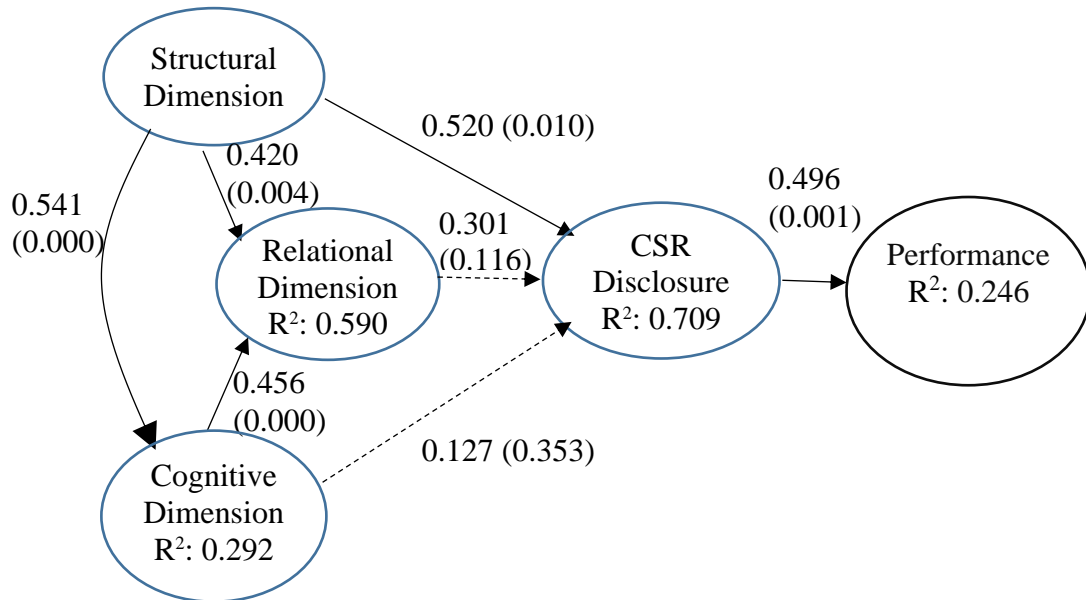 Structural
Dimension
0.520 (0.010)
0.420
(0.004)
0.541
(0.000)
0.496
(0.001)
0.301
(0.116)
Relational
Dimension
R²: 0.590
CSR
Disclosure
R²: 0.709
Performance
R²: 0.246
0.456
(0.000)
0.127 (0.353)
Cognitive
Dimension
R²: 0.292